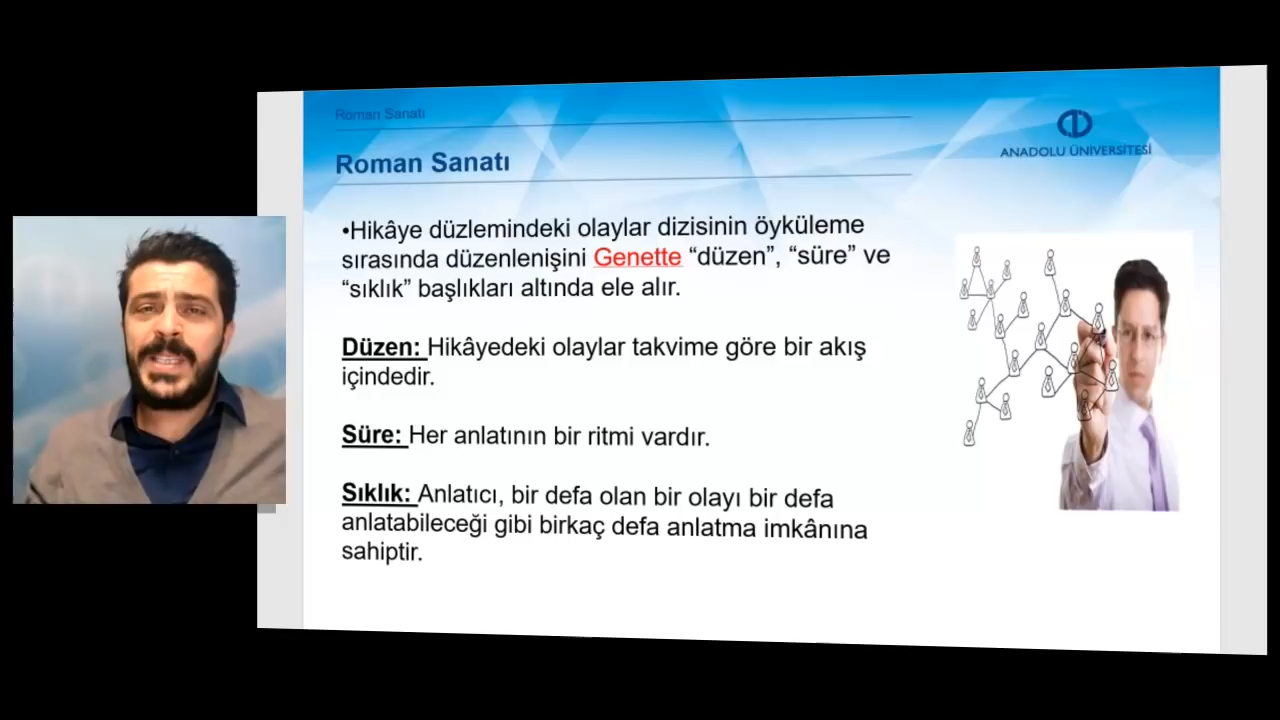 Roman Sanatı
ANADOLU ÜNİVERSİTESİ
Roman Sanatı
•Hikâye düzlemindeki olaylar dizisinin öyküleme
sırasında düzenlenişini Genette “düzen”, “süre” ve
“sıklık” başlıkları altında ele alır.
Düzen: Hikâyedeki olaylar takvime göre bir akış
içindedir.
Süre: Her anlatının bir ritmi vardır.
Sıklık: Anlatıcı, bir defa olan bir olayı bir defa
anlatabileceği gibi birkaç defa anlatma imkânına
sahiptir.